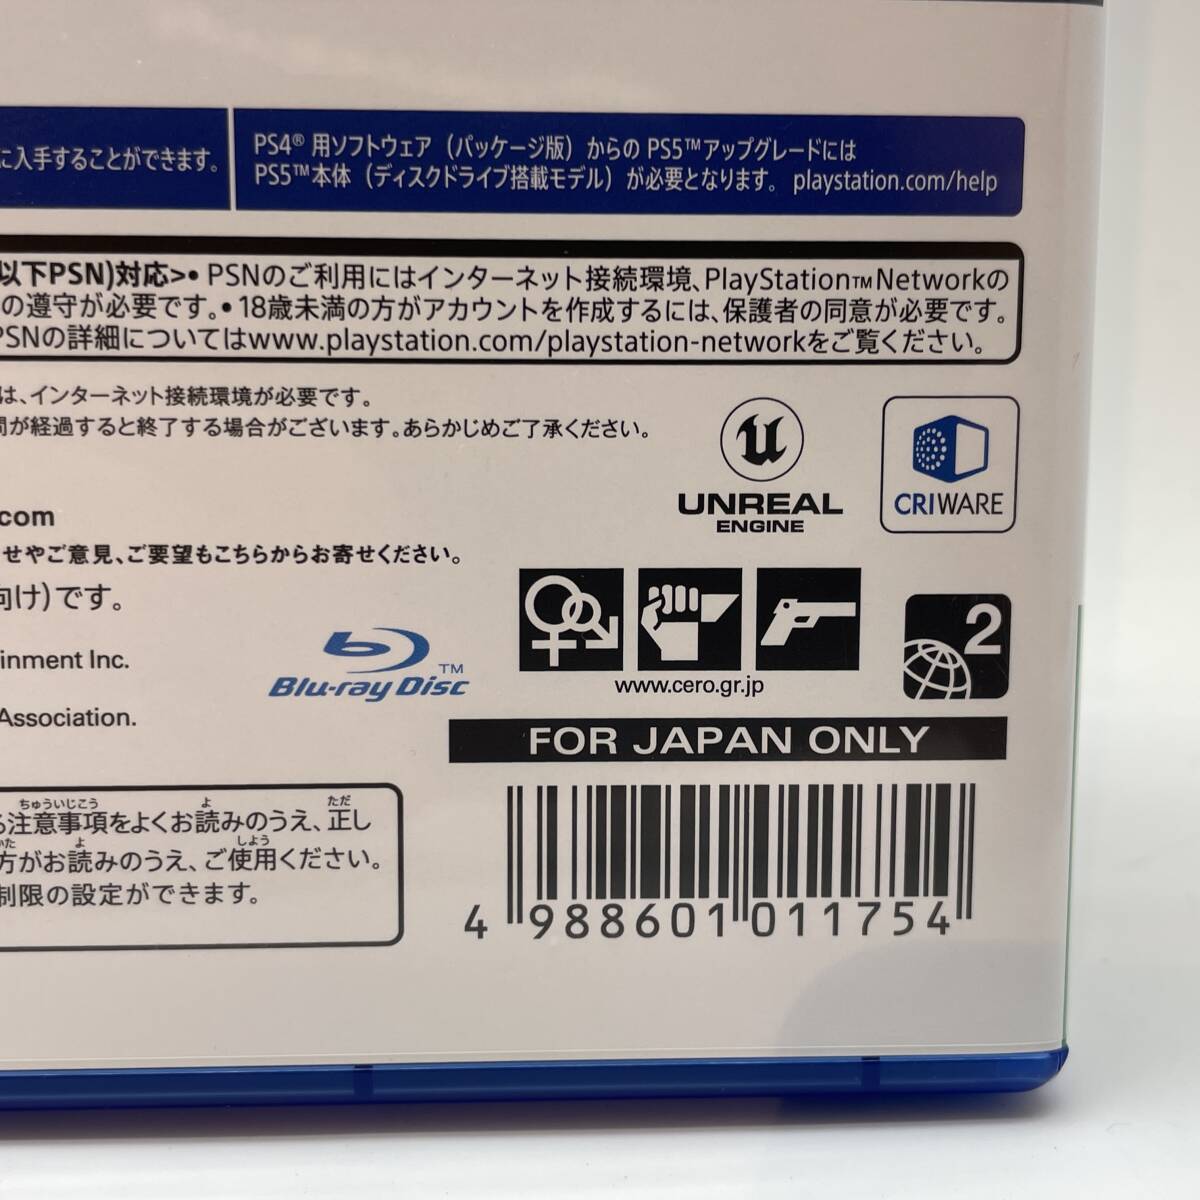 に入手することができます。
PS4® 用ソフトウェア（パッケージ版）からの PS5™アップグレードには
PS5™本体（ディスクドライブ搭載モデル）が必要となります。 playstation.com/help
以下PSN)対応>• PSNのご利用にはインターネット接続環境、PlayStation™Networkの
の遵守が必要です。• 18歳未満の方がアカウントを作成するには、保護者の同意が必要です。
PSNの詳細についてはwww.playstation.com/playstation-networkをご覧ください。
は、インターネット接続環境が必要です。
間が経過すると終了する場合がございます。あらかじめご了承ください。
UNREAL
ENGINE
CRIWARE
.com
せやご意見、ご要望もこちらからお寄せください。
向け)です。
inment Inc.
Blu-ray Disc™
www.cero.gr.jp
2
Association.
FOR JAPAN ONLY
ちゅういじこう よ ただ
る注意事項をよくお読みのうえ、正し
かた よ しよう
方がお読みのうえ、ご使用ください。
制限の設定ができます。
4 988601 011754